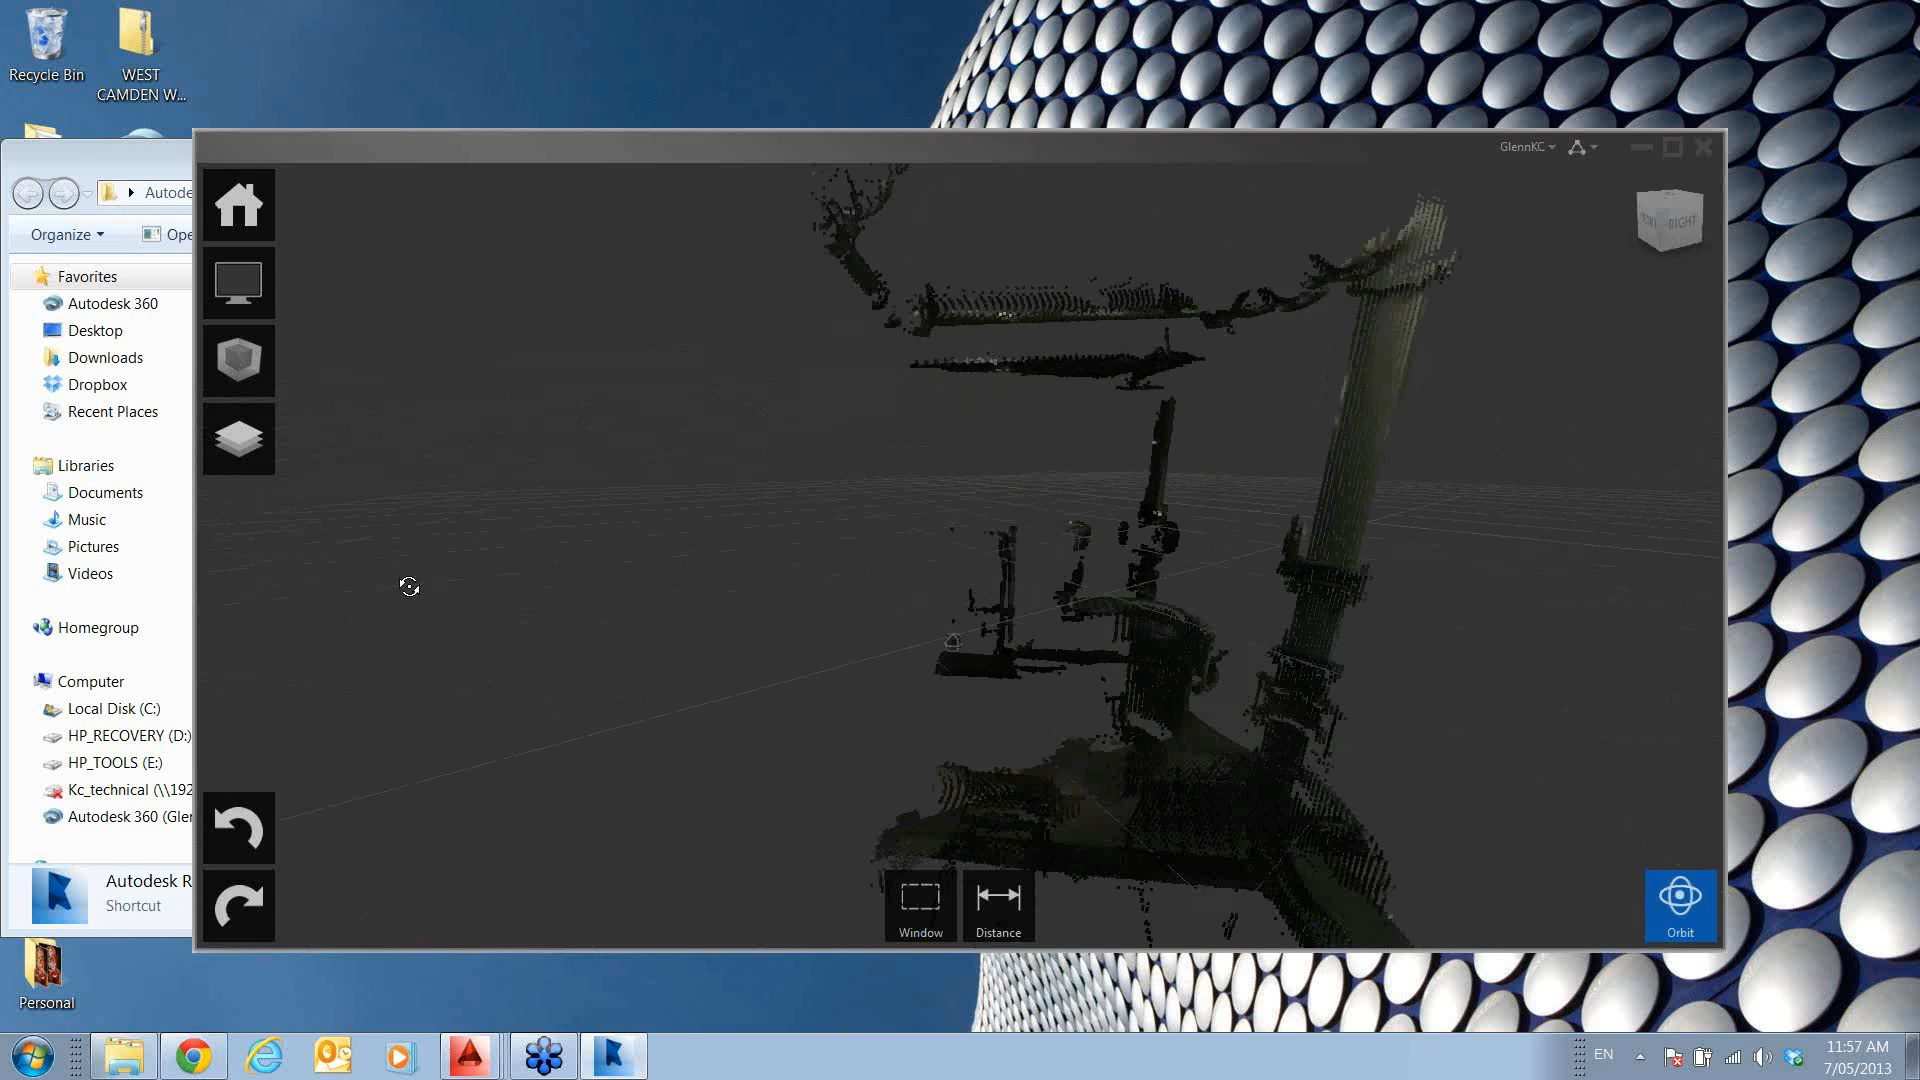 Recycle Bin
WEST
CAMDEN W...
GlennKC
RIGHT
Autode
Organize
Ope
Favorites
Autodesk 360
Desktop
Downloads
Dropbox
Recent Places
Libraries
Documents
Music
Pictures
Videos
Homegroup
Computer
Local Disk (C:)
HP_RECOVERY (D:)
HP_TOOLS (E:)
Kc_technical (\\192
Autodesk 360 (Gler
Autodesk R
Shortcut
Window
Distance
Orbit
Personal
EN
11:57 AM
7/05/2013